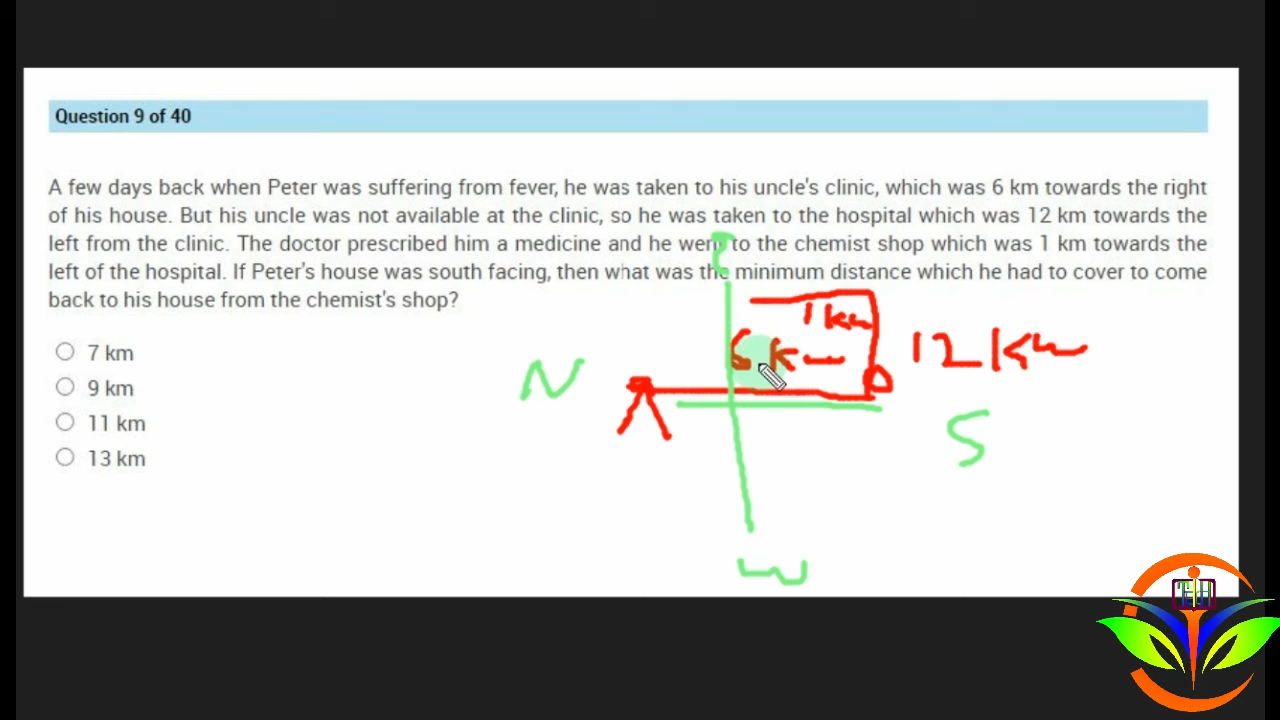 Question 9 of 40
A few days back when Peter was suffering from fever, he was taken to his uncle's clinic, which was 6 km towards the right
of his house. But his uncle was not available at the clinic, so he was taken to the hospital which was 12 km towards the
left from the clinic. The doctor prescribed him a medicine and he went to the chemist shop which was 1 km towards the
left of the hospital. If Peter's house was south facing, then what was the minimum distance which he had to cover to come
back to his house from the chemist's shop?
7 km
9 km
11 km
13 km
1 km
12 km
N
S